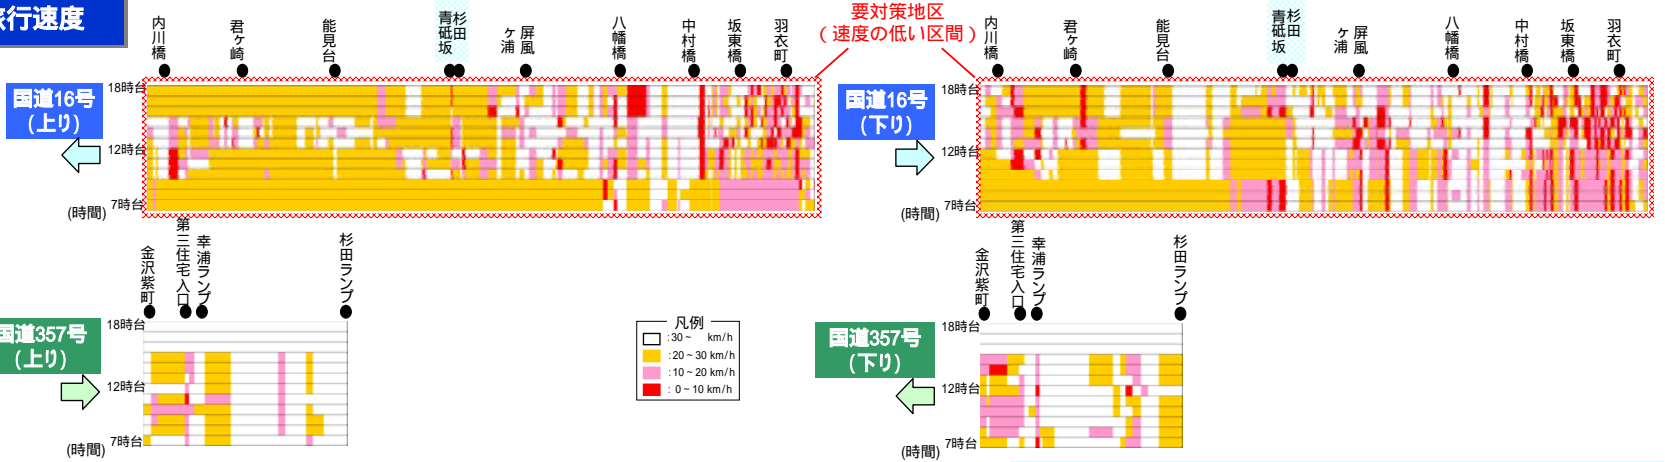 旅行速度
要対策地区
（速度の低い区間）
内川橋
君ヶ崎
能見台
青砥坂
杉田
屏風ヶ浦
八幡橋
中村橋
坂東橋
羽衣町
国道16号
(上り)
18時台
12時台
7時台
(時間)
内川橋
君ヶ崎
能見台
青砥坂
杉田
屏風ヶ浦
八幡橋
中村橋
坂東橋
羽衣町
国道16号
(下り)
18時台
12時台
7時台
(時間)
金沢紫町
第三住宅入口
幸浦ランプ
杉田ランプ
国道357号
(上り)
18時台
12時台
7時台
(時間)
凡例
:30～ km/h
:20～30 km/h
:10～20 km/h
: 0～10 km/h
金沢紫町
第三住宅入口
幸浦ランプ
杉田ランプ
国道357号
(下り)
18時台
12時台
7時台
(時間)